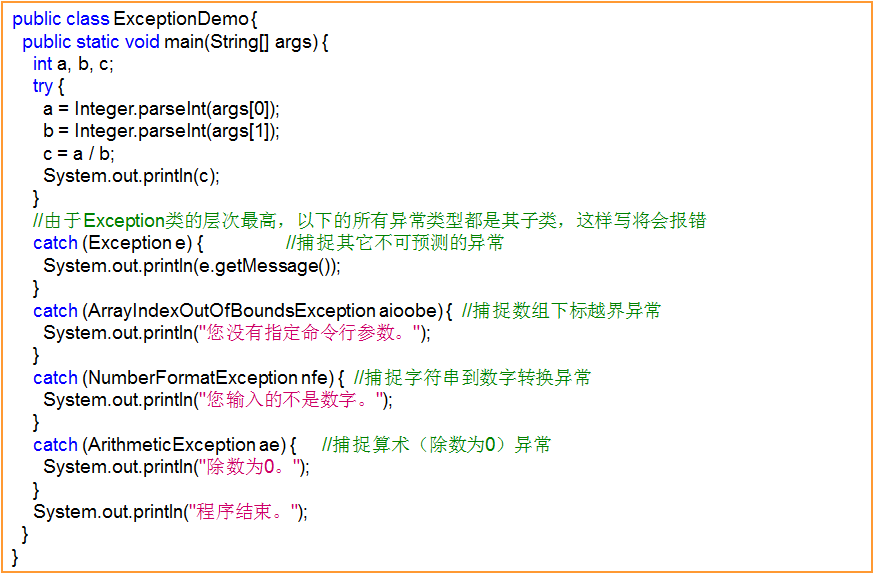 public class ExceptionDemo{
public static void main(String[] args) {
int a, b, c;
try {
a = Integer.parseInt(args[0]);
b = Integer.parseInt(args[1]);
c = a / b;
System.out.println(c);
}
//由于Exception类的层次最高，以下的所有异常类型都是其子类，这样写将会报错
catch (Exception e) { //捕捉其它不可预测的异常
System.out.println(e.getMessage());
}
catch (ArrayIndexOutOfBoundsException aioobe) { //捕捉数组下标越界异常
System.out.println("您没有指定命令行参数。");
}
catch (NumberFormatException nfe) { //捕捉字符串到数字转换异常
System.out.println("您输入的不是数字。");
}
catch (ArithmeticException ae) { //捕捉算术（除数为0）异常
System.out.println("除数为0。");
}
System.out.println("程序结束。");
}
}